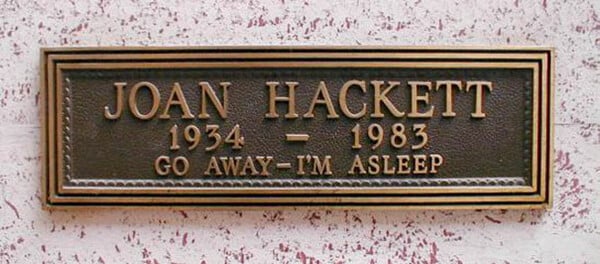 JOAN HACKETT
1934 – 1983
GO AWAY–I'M ASLEEP